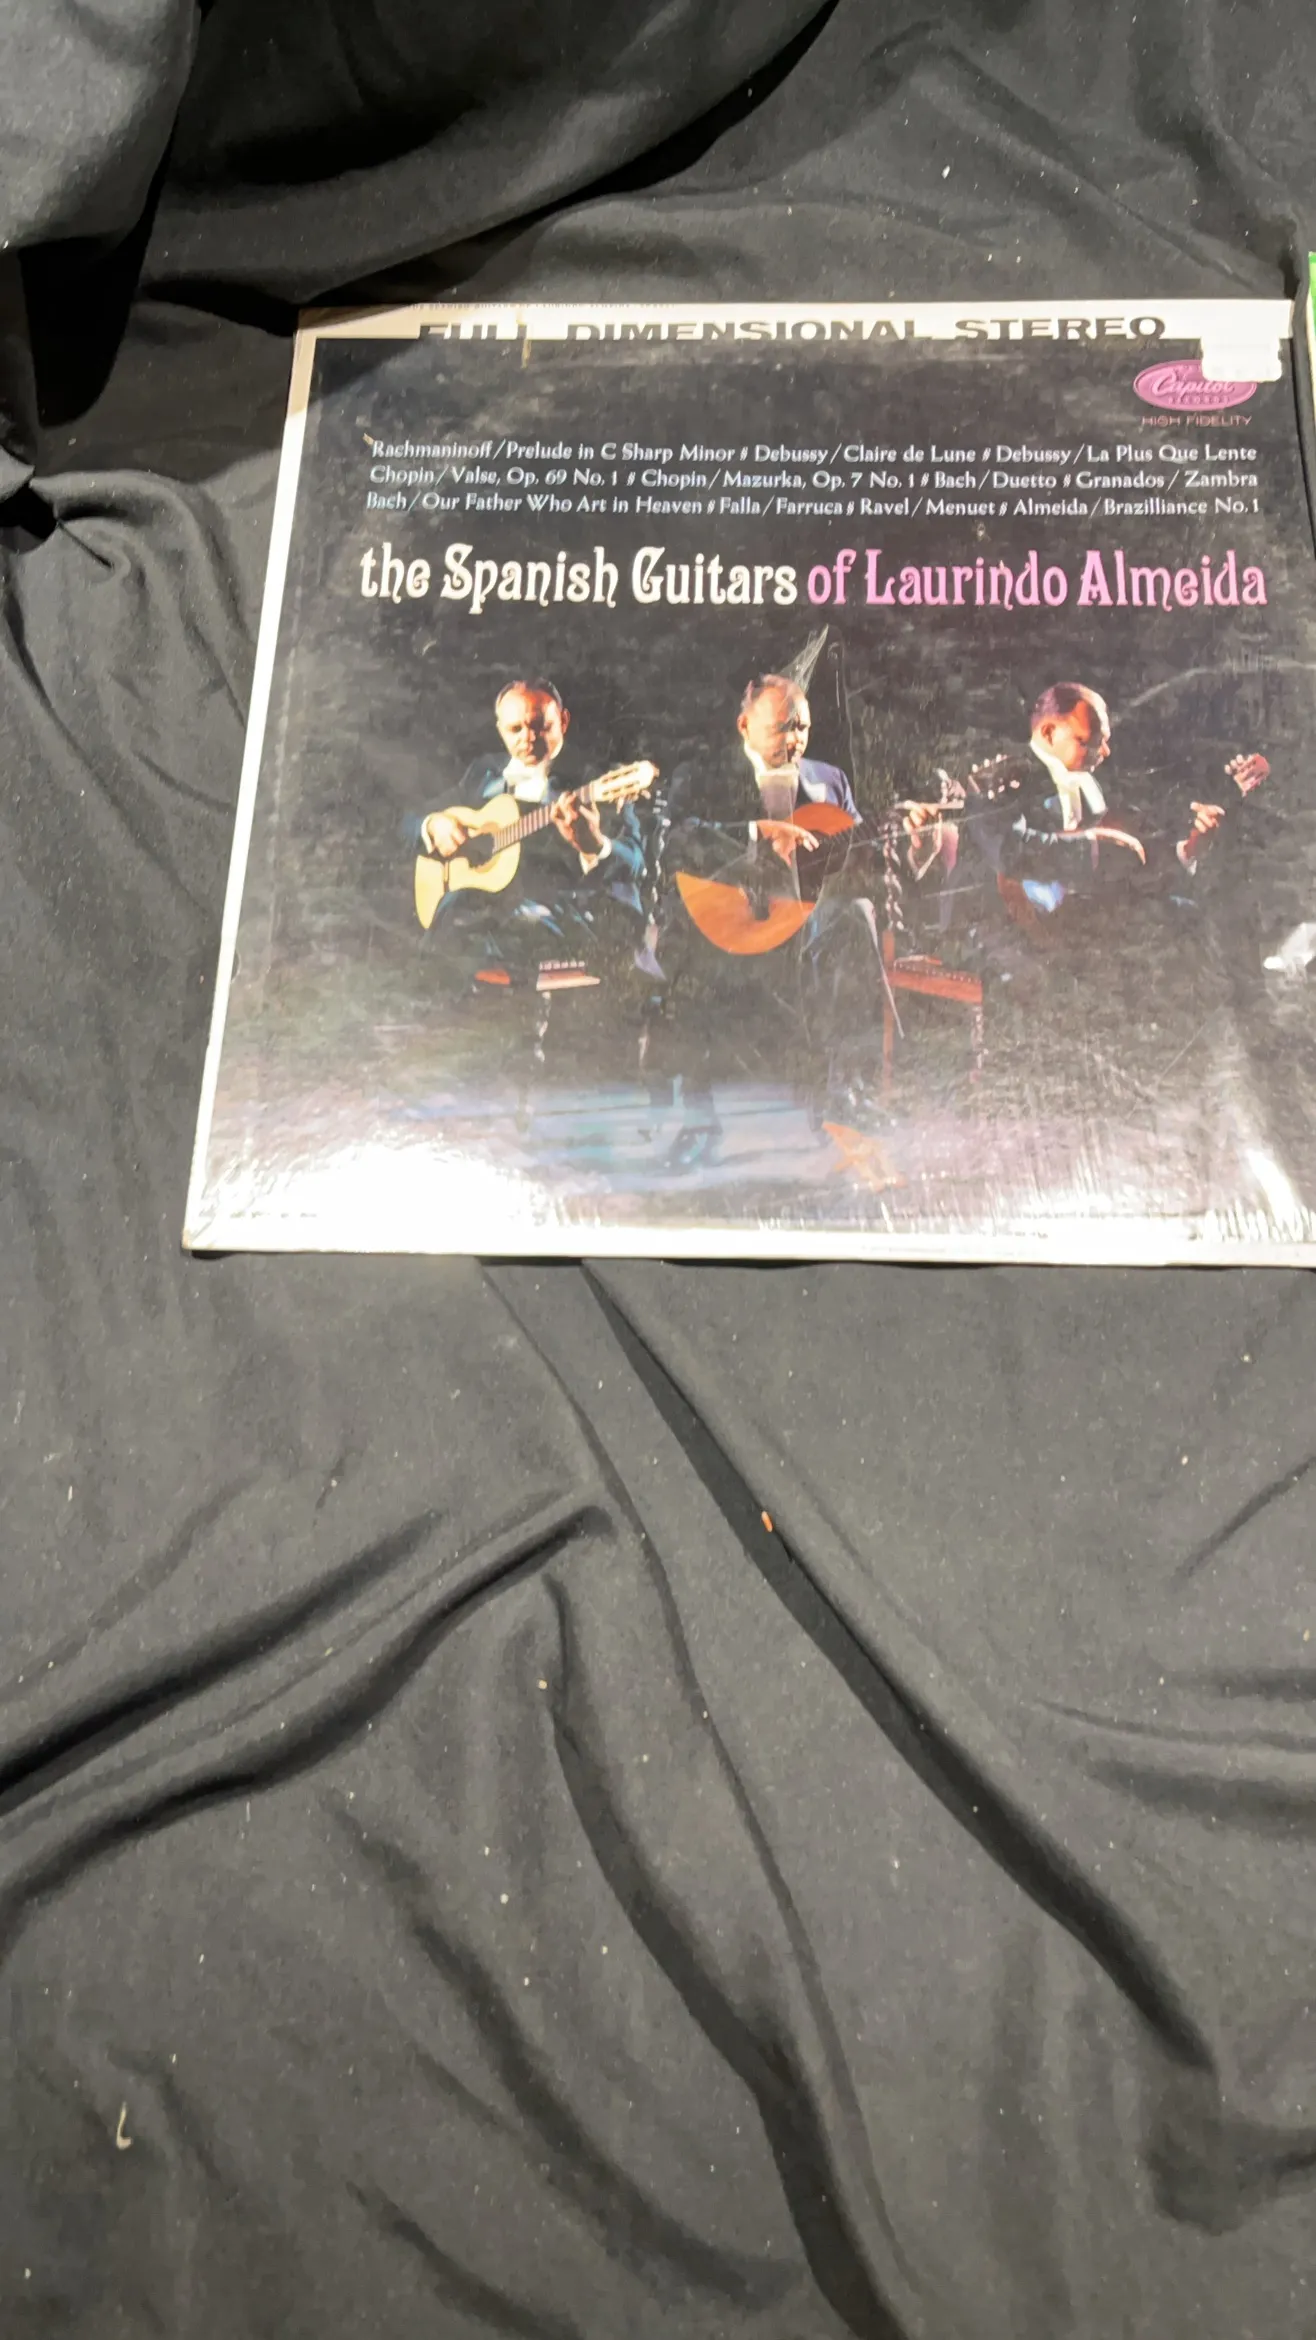 FULL DIMENSIONAL STEREO
Capitol
RECORDS
HIGH FIDELITY
Rachmaninoff/Prelude in C Sharp Minor # Debussy/Claire de Lune # Debussy/La Plus Que Lente
Chopin/Valse, Op. 69 No. 1 # Chopin/Mazurka, Op. 7 No. 1 # Bach/Duetto # Granados/Zambra
Bach/Our Father Who Art in Heaven # Falla/Farruca # Ravel/Menuet # Almeida/Brazilliance No. 1
the Spanish Guitars of Laurindo Almeida